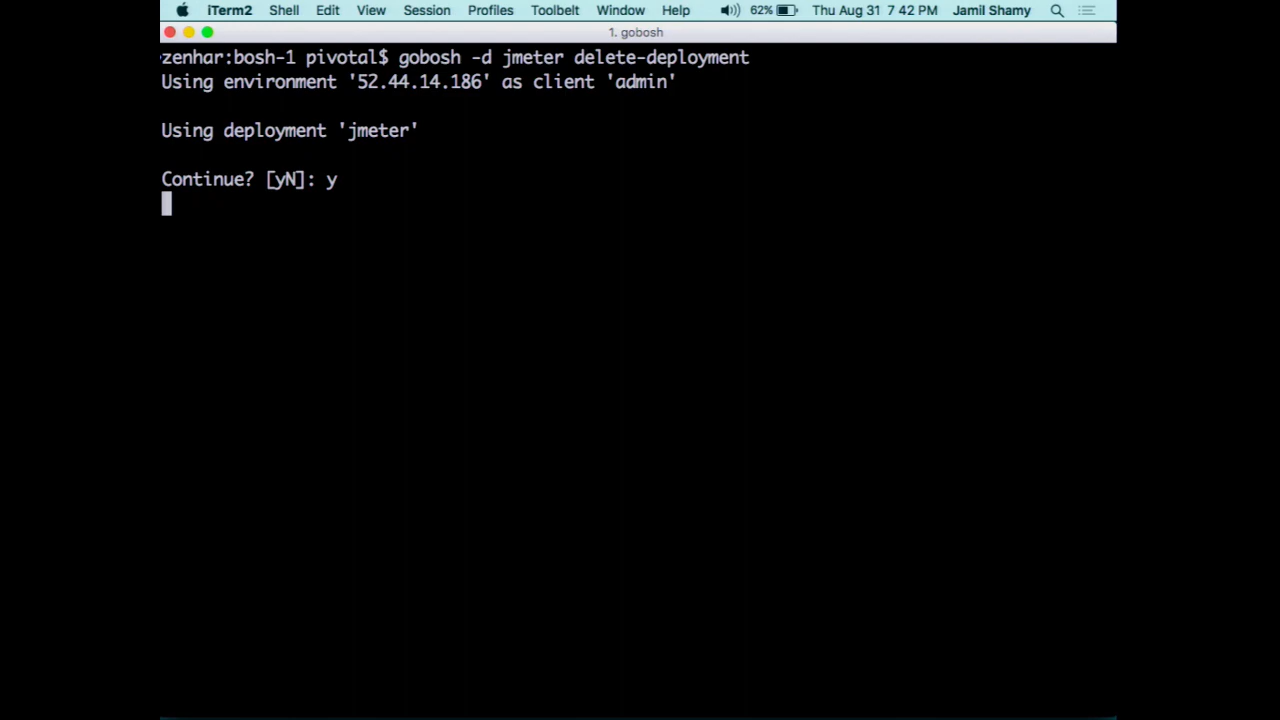 iTerm2 Shell Edit View Session Profiles Toolbelt Window Help 62% Thu Aug 31 7:42 PM Jamil Shamy
1. gobosh
zenhar:bosh-1 pivotal$ gobosh -d jmeter delete-deployment
Using environment '52.44.14.186' as client 'admin'
Using deployment 'jmeter'
Continue? [yN]: y